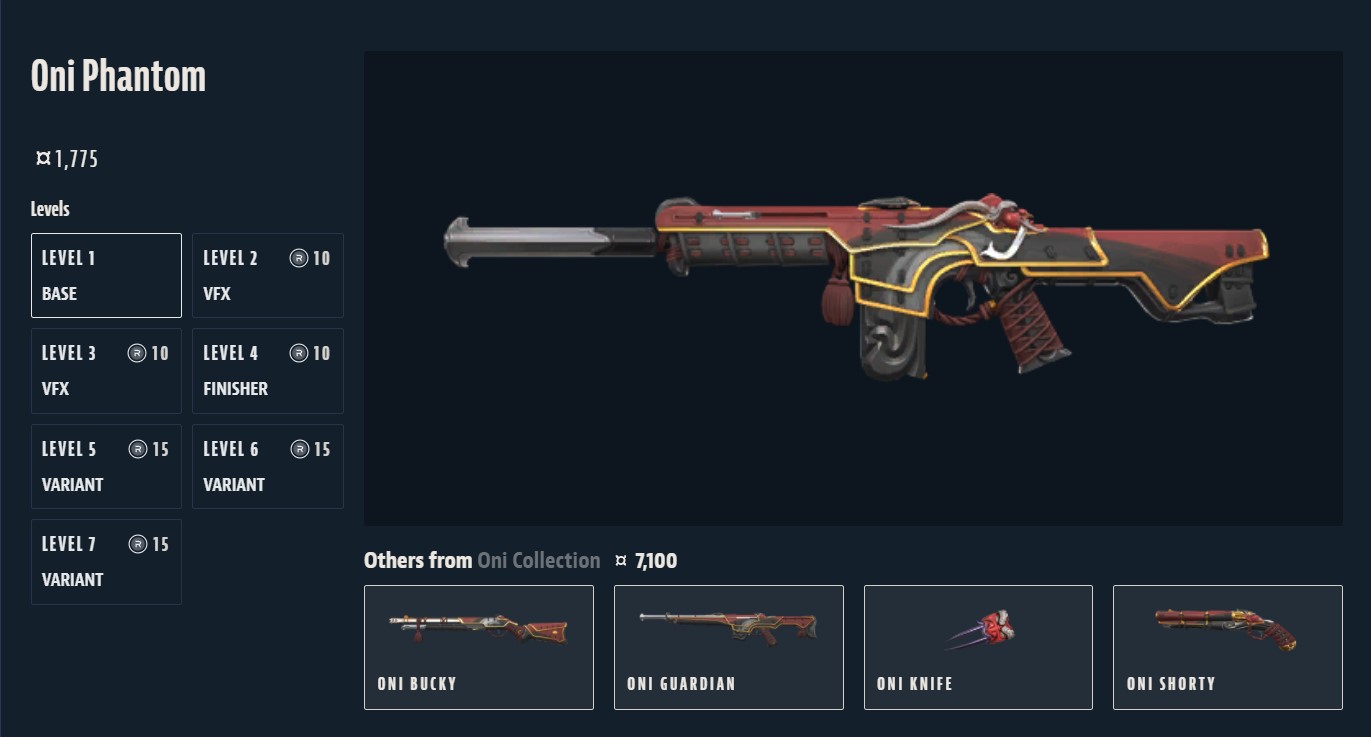 Oni Phantom
¤1,775
Levels
LEVEL 1
BASE
LEVEL 2 R 10
VFX
LEVEL 3 R 10
VFX
LEVEL 4 R 10
FINISHER
LEVEL 5 R 15
VARIANT
LEVEL 6 R 15
VARIANT
LEVEL 7 R 15
VARIANT
Others from Oni Collection ¤ 7,100
ONI BUCKY
ONI GUARDIAN
ONI KNIFE
ONI SHORTY